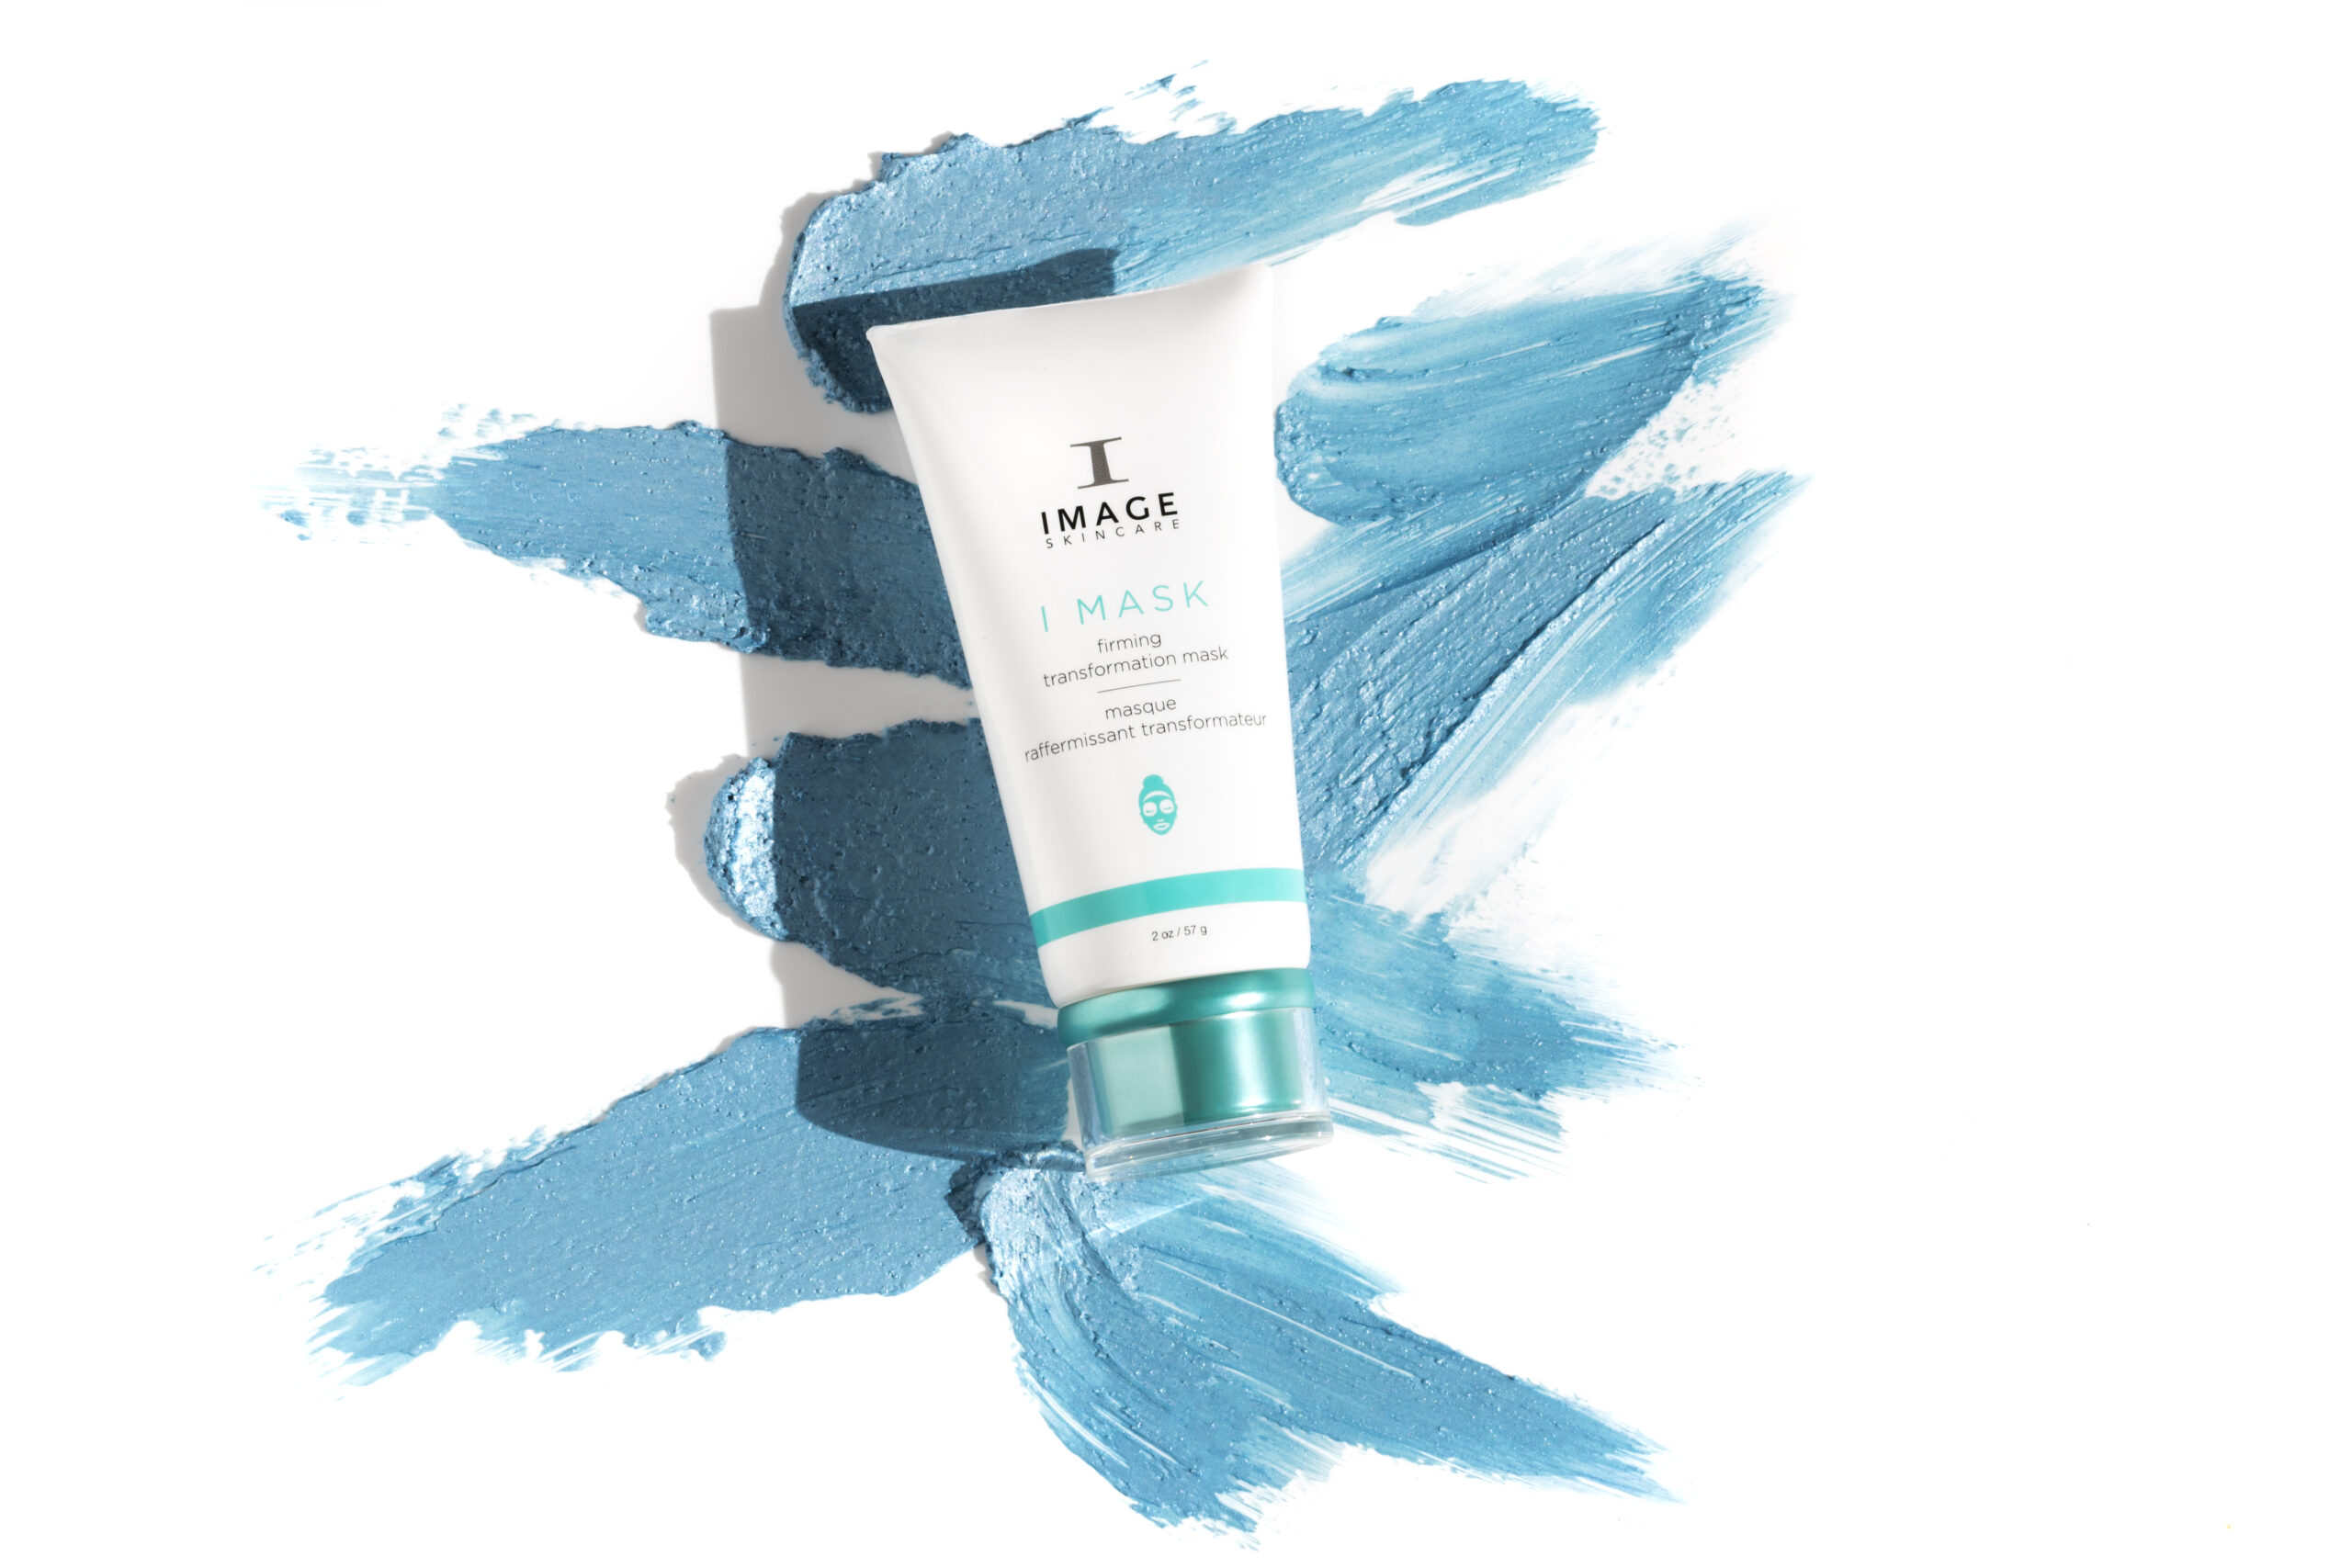 I
IMAGE
SKINCARE
I MASK
firming
transformation mask
masque
raffermissant transformateur
2 oz / 57 g